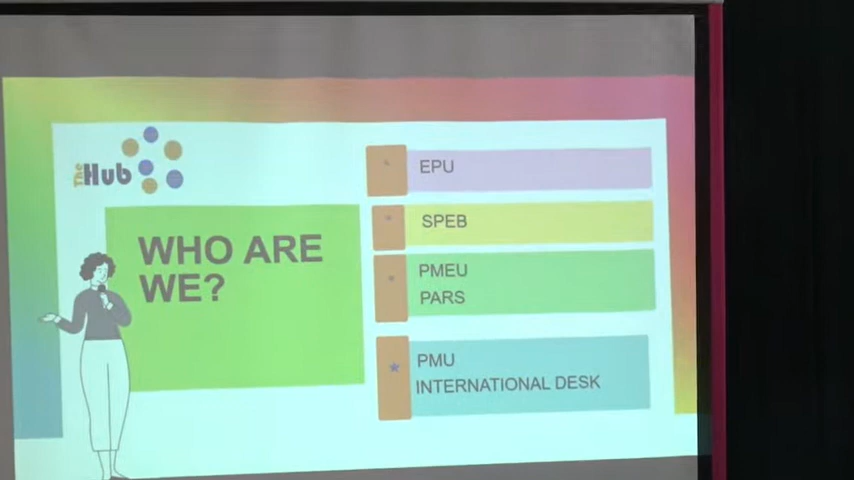 The Hub
WHO ARE
WE?
EPU
SPEB
PMEU
PARS
PMU
INTERNATIONAL DESK